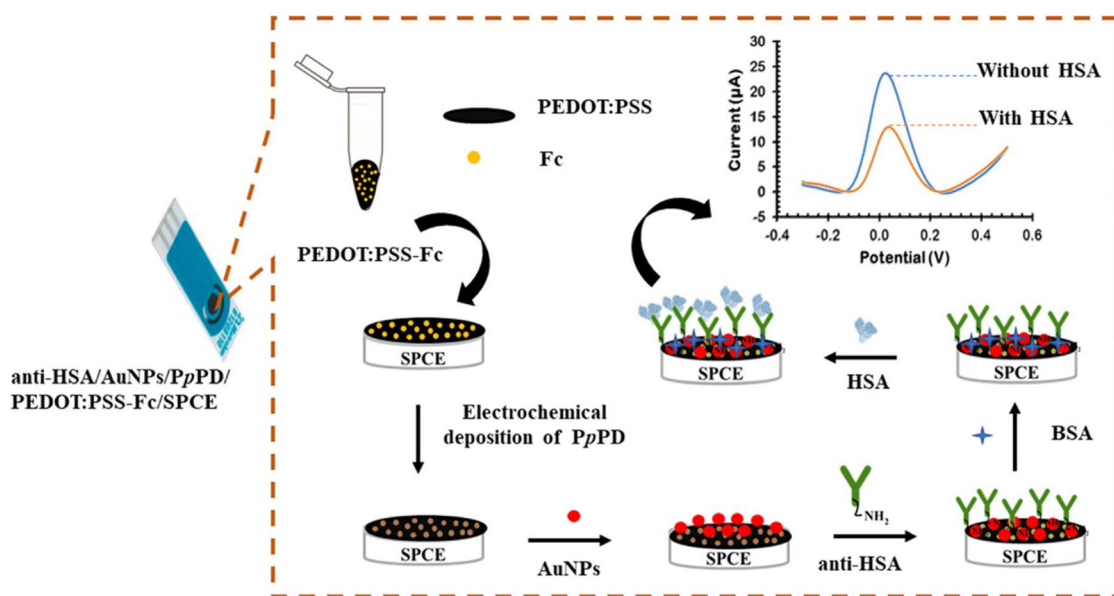 PEDOT:PSS
Fc
PEDOT:PSS-Fc
30
25
20
15
10
5
0
-5
Current (µA)
-0.4
-0.2
0.0
0.2
0.4
0.6
Potential (V)
Without HSA
With HSA
SPCE
SPCE
HSA
SPCE
anti-HSA/AuNPs/PpPD/
PEDOT:PSS-Fc/SPCE
Electrochemical
deposition of PpPD
BSA
SPCE
AuNPs
SPCE
NH2
anti-HSA
SPCE